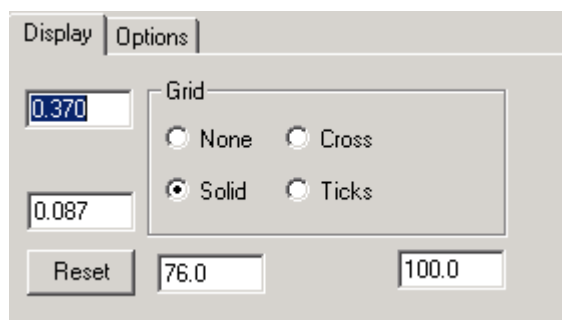 Display Options
0.370
Grid
None Cross
Solid Ticks
0.087
Reset 76.0 100.0